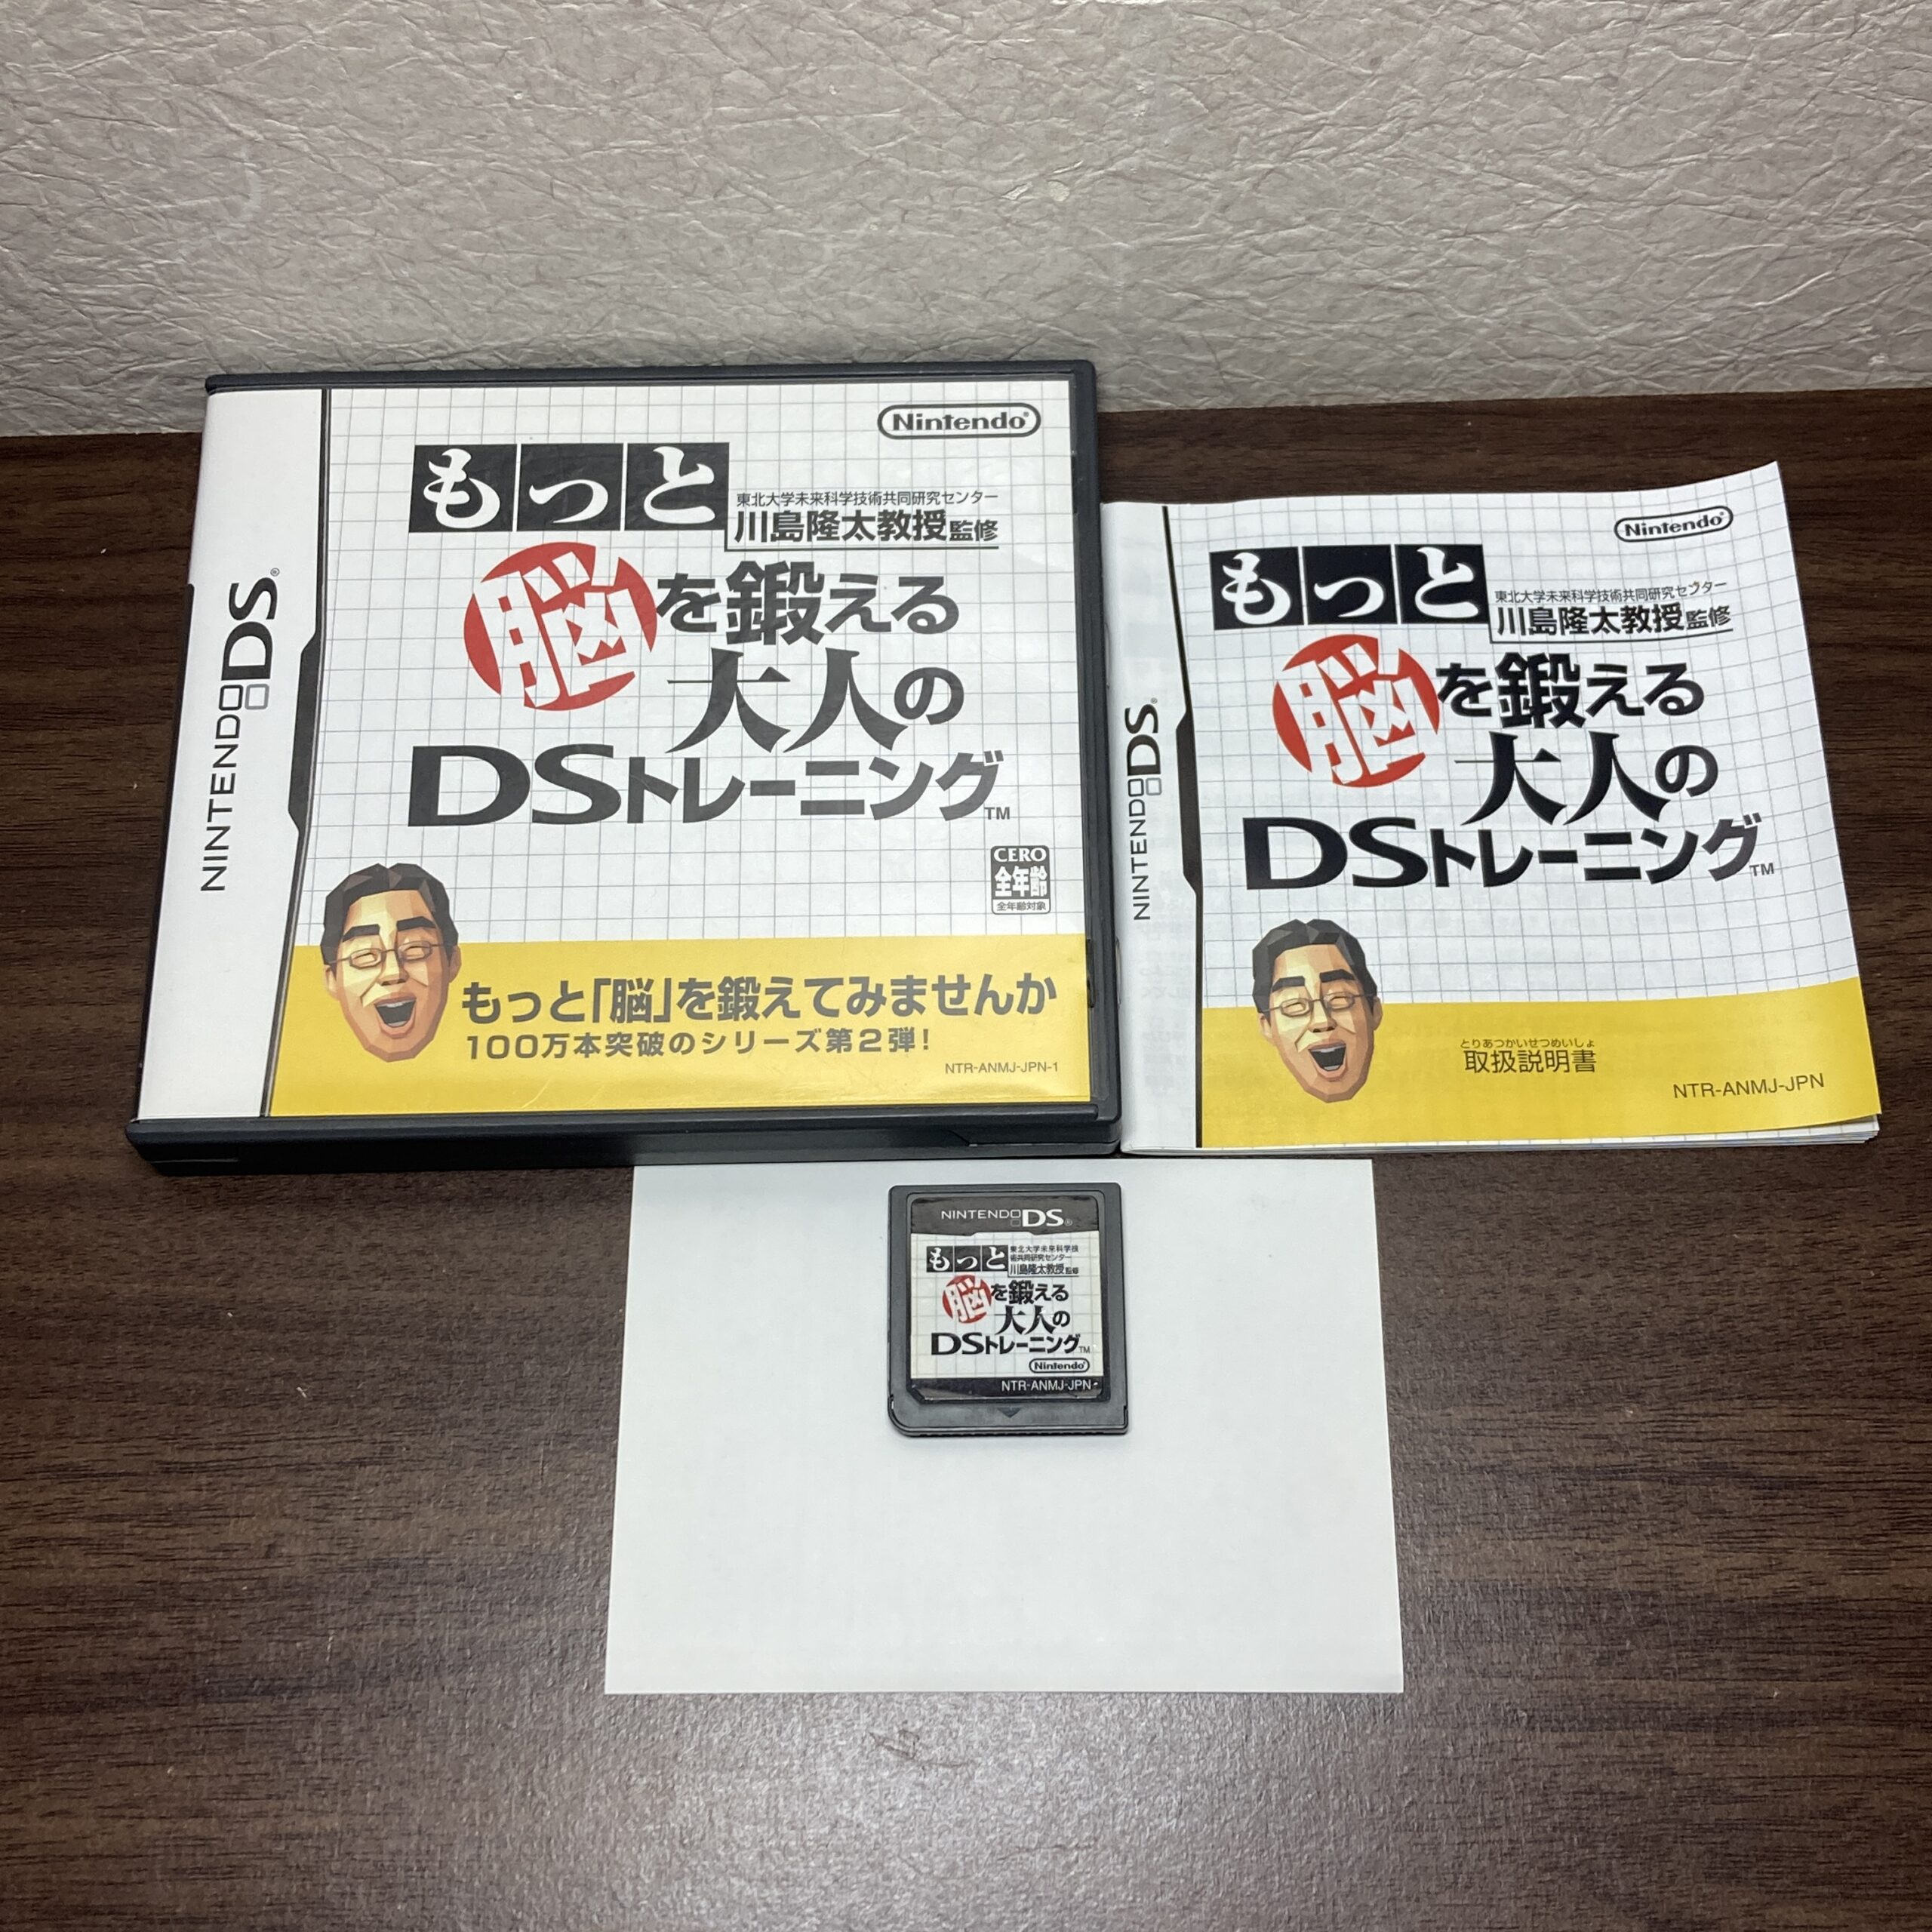 Nintendo
もっと
東北大学未来科学技術共同研究センター
川島隆太教授監修
脳を鍛える
大人の
DSトレーニング™
NINTENDO DS®
CERO
全年齢
全年齢対象
もっと「脳」を鍛えてみませんか
100万本突破のシリーズ第2弾!
NTR-ANMJ-JPN-1
Nintendo®
もっと
東北大学未来科学技術共同研究センター
川島隆太教授監修
脳を鍛える
大人の
DSトレーニング™
NINTENDO DS®
とりあつかいせつめいしょ
取扱説明書
NTR-ANMJ-JPN
NINTENDO DS®
もっと
東北大学未来科学技
術共同研究センター
川島隆太教授監修
脳を鍛える
大人の
DSトレーニング™
Nintendo
NTR-ANMJ-JPN